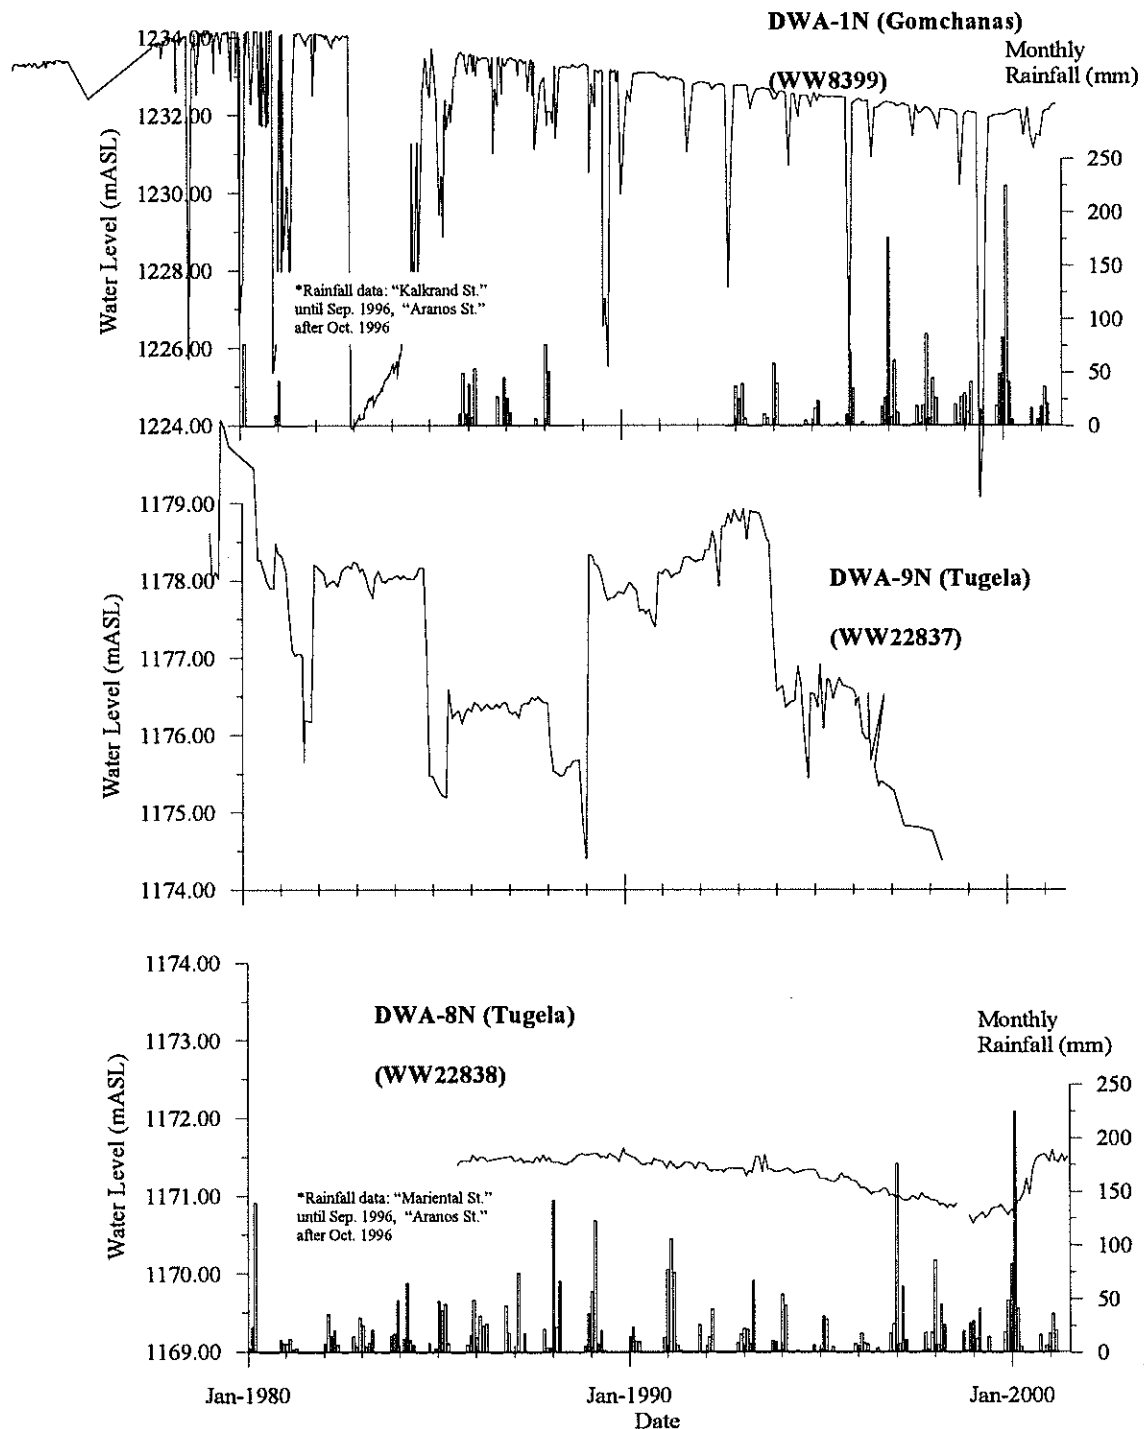 DWA-1N (Gomchanas)
(WW8399)
Monthly
Rainfall (mm)
Water Level (mASL)
1234.00
1232.00
1230.00
1228.00
1226.00
1224.00
250
200
150
100
50
0
*Rainfall data: "Kalkrand St."
until Sep. 1996, "Aranos St."
after Oct. 1996
DWA-9N (Tugela)
(WW22837)
Water Level (mASL)
1179.00
1178.00
1177.00
1176.00
1175.00
1174.00
DWA-8N (Tugela)
(WW22838)
Monthly
Rainfall (mm)
Water Level (mASL)
1174.00
1173.00
1172.00
1171.00
1170.00
1169.00
250
200
150
100
50
0
*Rainfall data: "Mariental St."
until Sep. 1996, "Aranos St."
after Oct. 1996
Jan-1980
Jan-1990
Jan-2000
Date